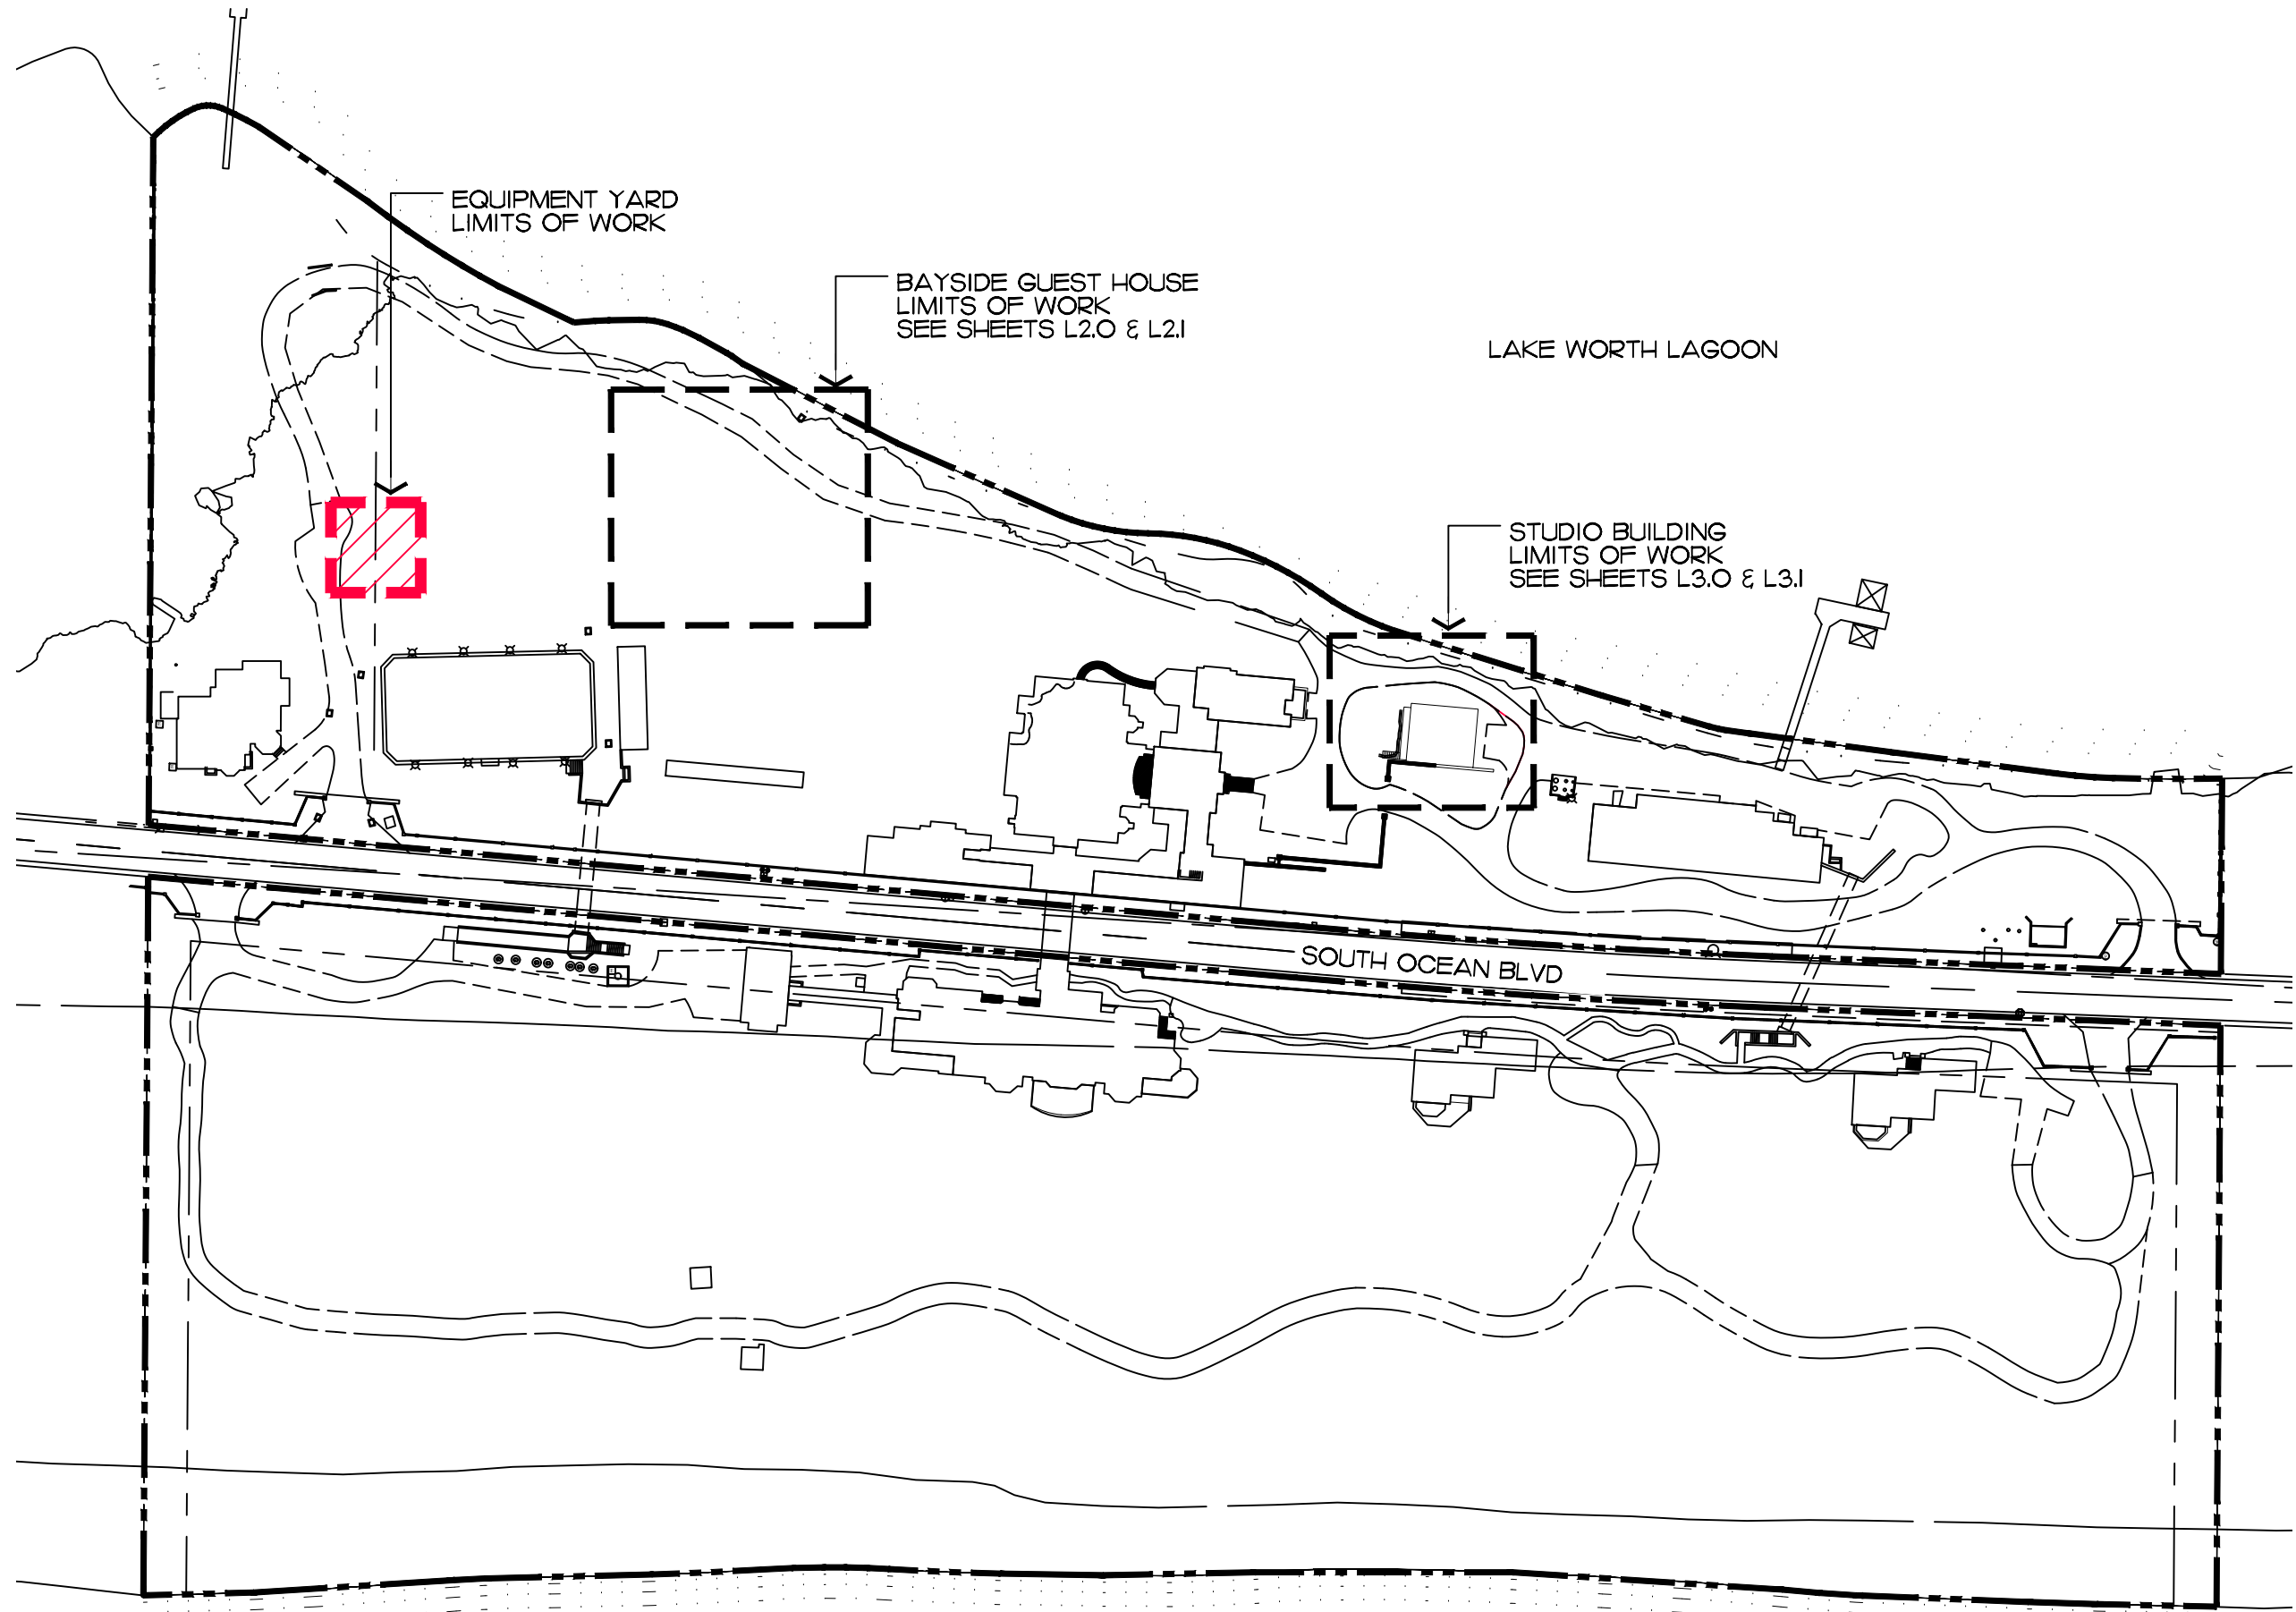 EQUIPMENT YARD
LIMITS OF WORK
BAYSIDE GUEST HOUSE
LIMITS OF WORK
SEE SHEETS L2.0 & L2.1
LAKE WORTH LAGOON
STUDIO BUILDING
LIMITS OF WORK
SEE SHEETS L3.0 & L3.1
SOUTH OCEAN BLVD